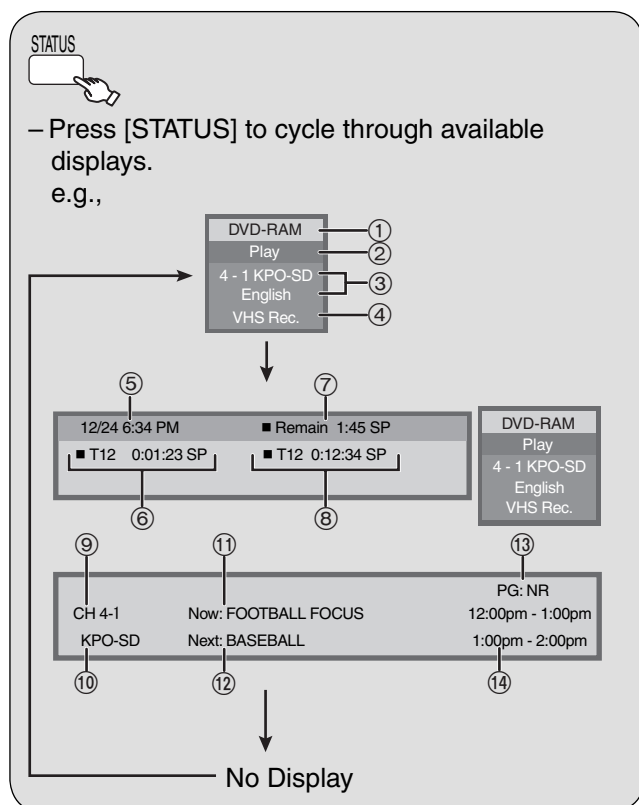 STATUS
– Press [STATUS] to cycle through available
displays.
e.g.,
DVD-RAM ①
Play ②
4 - 1 KPO-SD
③
English
VHS Rec. ④
⑤ ⑦
12/24 6:34 PM ■ Remain 1:45 SP
■ T12 0:01:23 SP ■ T12 0:12:34 SP
⑥ ⑧
DVD-RAM
Play
4 - 1 KPO-SD
English
VHS Rec.
⑨ ⑪ ⑬
PG: NR
CH 4-1 Now: FOOTBALL FOCUS 12:00pm - 1:00pm
KPO-SD Next: BASEBALL 1:00pm - 2:00pm
⑩ ⑫ ⑭
No Display